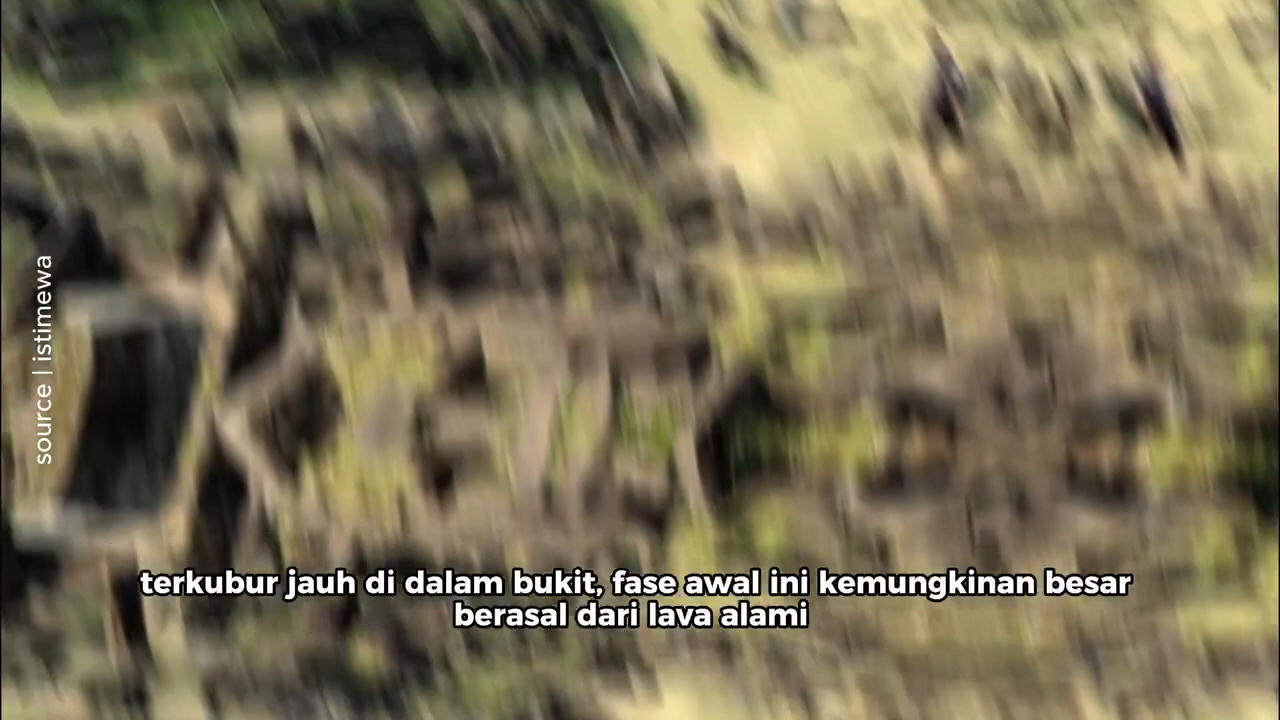 source | istimewa
terkubur jauh di dalam bukit, fase awal ini kemungkinan besar
berasal dari lava alami